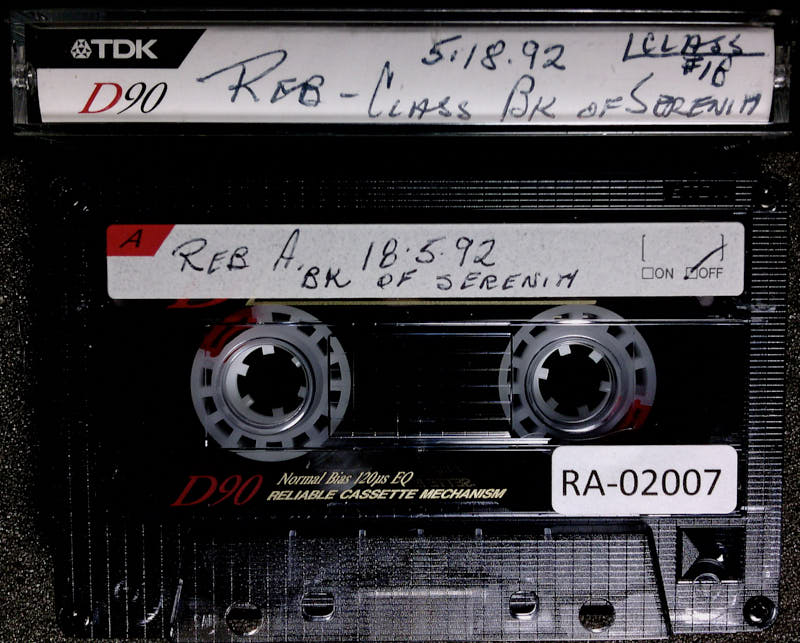 TDK
D90
5.18.92
CLASS
#1B
REB - CLASS BK OF SERENITY
A
REB A. 18.5.92
BK OF SERENITY
ON OFF
D90
Normal Bias 120µs EQ
RELIABLE CASSETTE MECHANISM
RA-02007